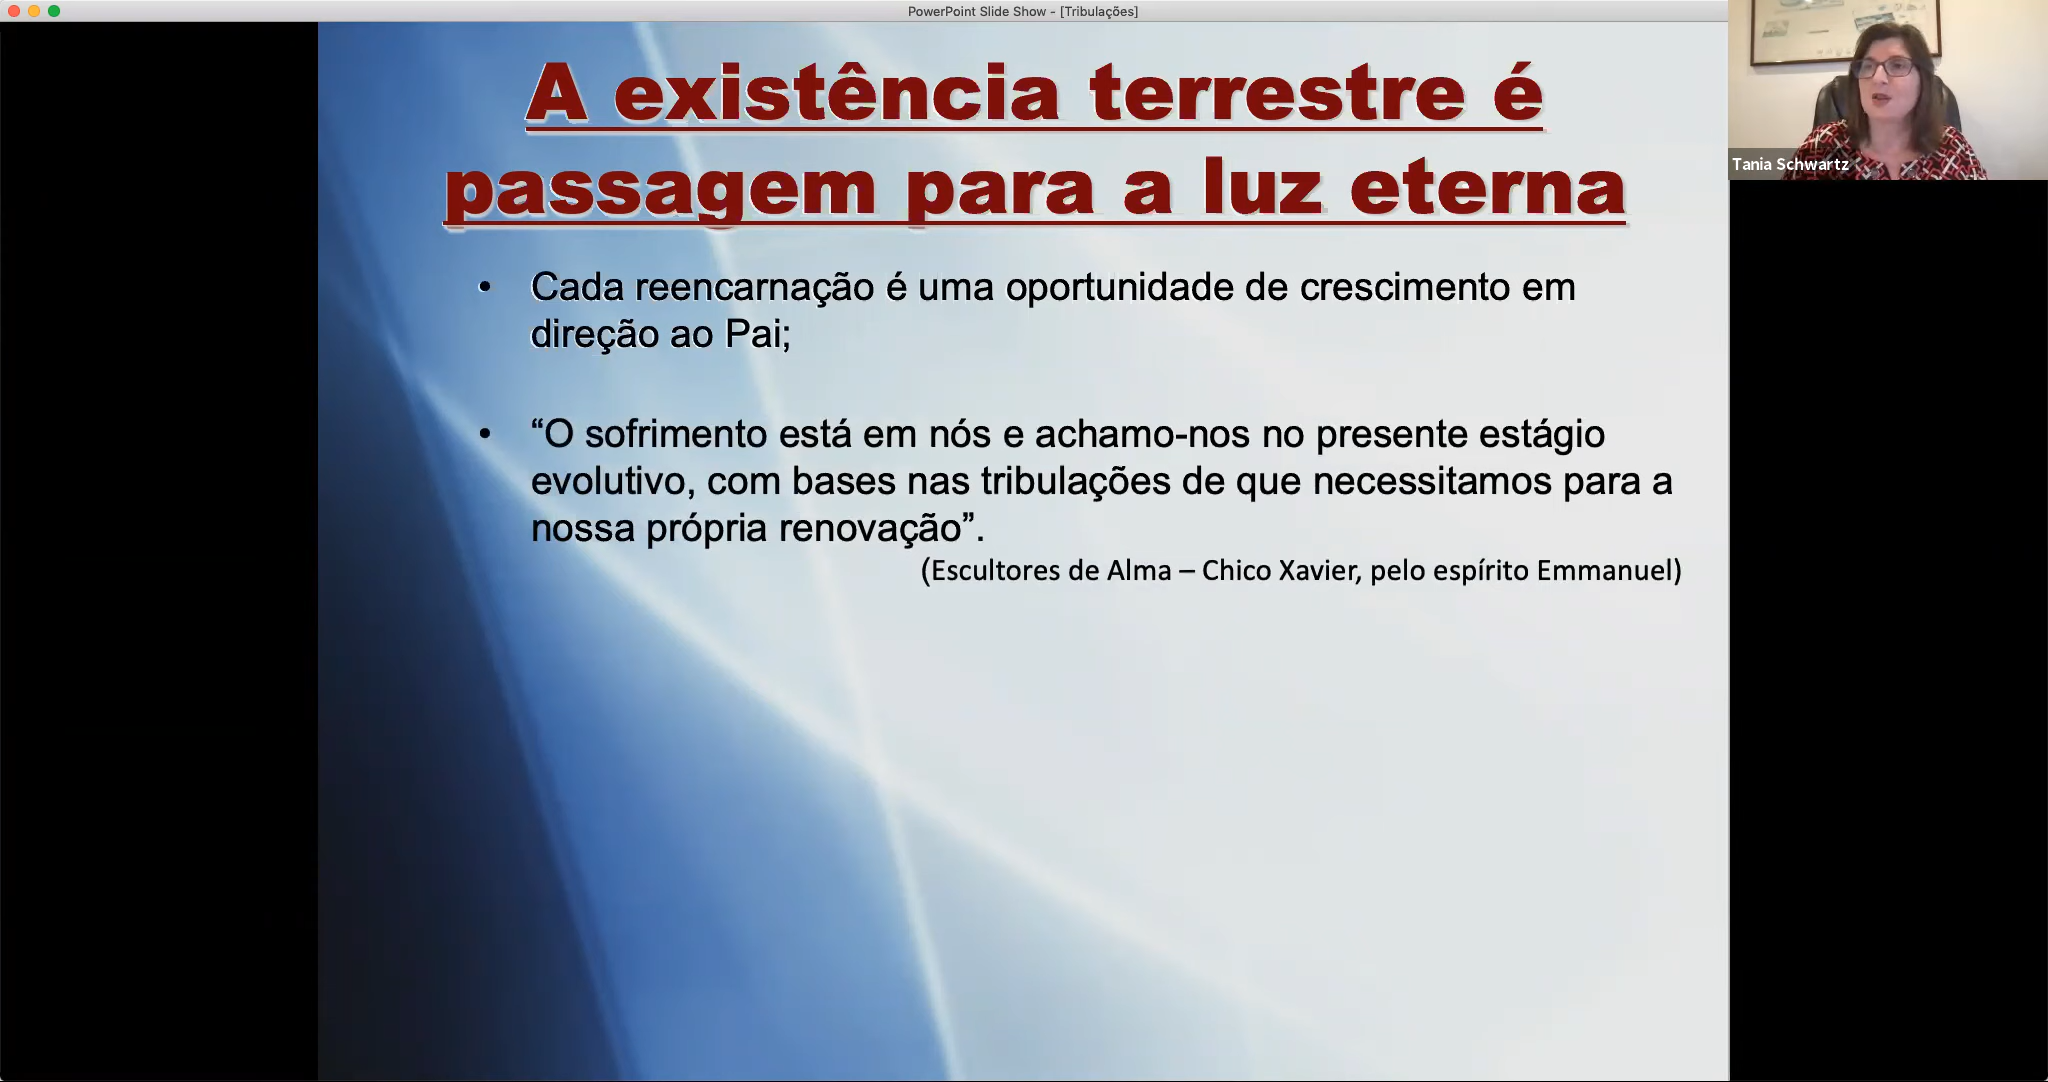 PowerPoint Slide Show - [Tribulações]
A existência terrestre é
passagem para a luz eterna
• Cada reencarnação é uma oportunidade de crescimento em
direção ao Pai;
• “O sofrimento está em nós e achamo-nos no presente estágio
evolutivo, com bases nas tribulações de que necessitamos para a
nossa própria renovação”.
(Escultores de Alma – Chico Xavier, pelo espírito Emmanuel)
Tania Schwartz